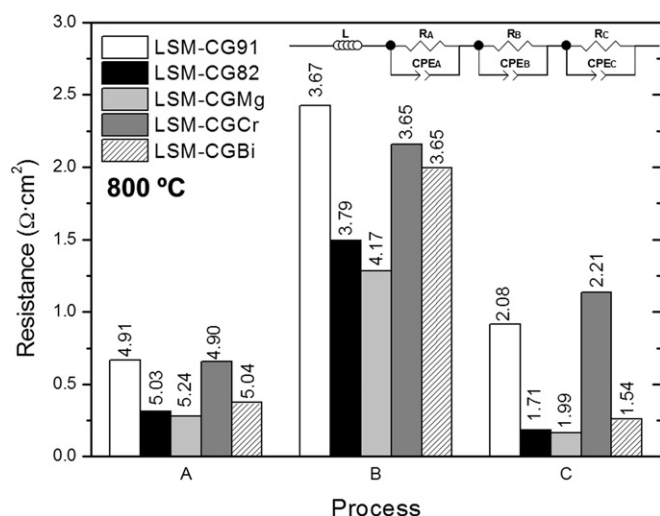 3.0
2.5
2.0
1.5
1.0
0.5
0.0
Resistance (Ω·cm²)
LSM-CG91
LSM-CG82
LSM-CGMg
LSM-CGCr
LSM-CGBi
800 ºC
L
RA
RB
RC
CPEA
CPEB
CPEC
4.91
5.03
5.24
4.90
5.04
3.67
3.79
4.17
3.65
3.65
2.08
1.71
1.99
2.21
1.54
A
B
C
Process